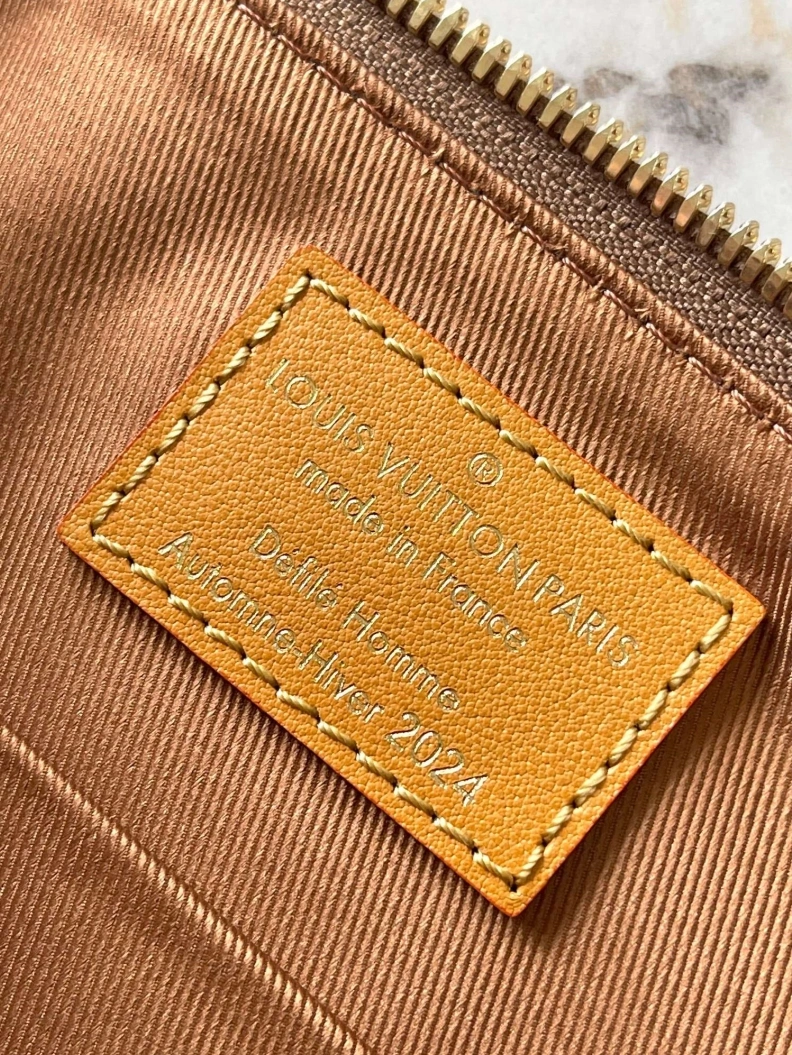 ®
LOUIS VUITTON PARIS
made in France
Défilé Homme
Automne-Hiver 2024